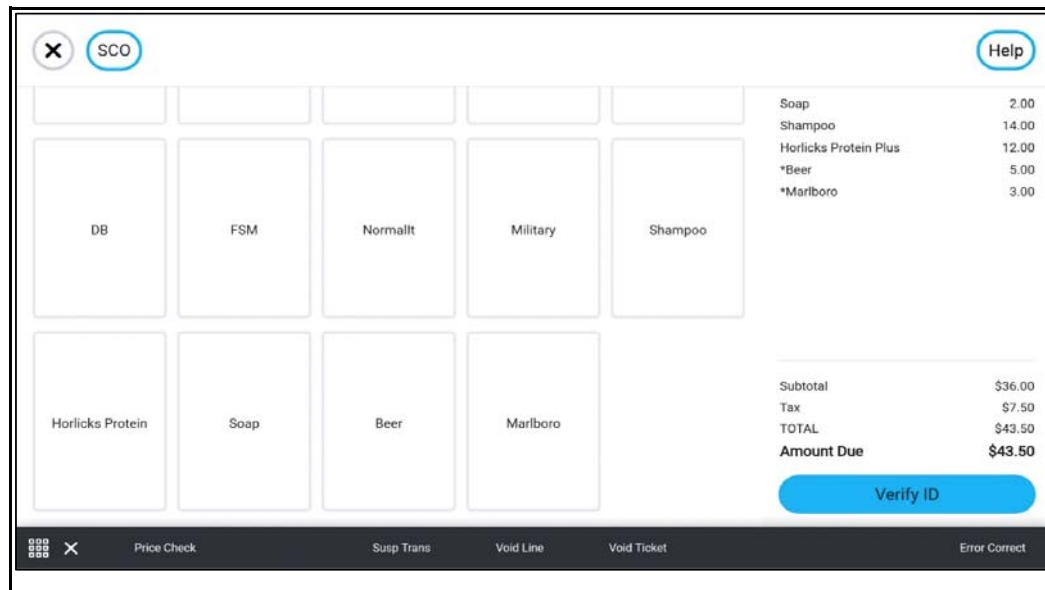 SCO
Help
Soap 2.00
Shampoo 14.00
Horlicks Protein Plus 12.00
*Beer 5.00
*Marlboro 3.00
DB FSM NormalIt Military Shampoo
Horlicks Protein Soap Beer Marlboro
Subtotal $36.00
Tax $7.50
TOTAL $43.50
Amount Due $43.50
Verify ID
Price Check Susp Trans Void Line Void Ticket Error Correct